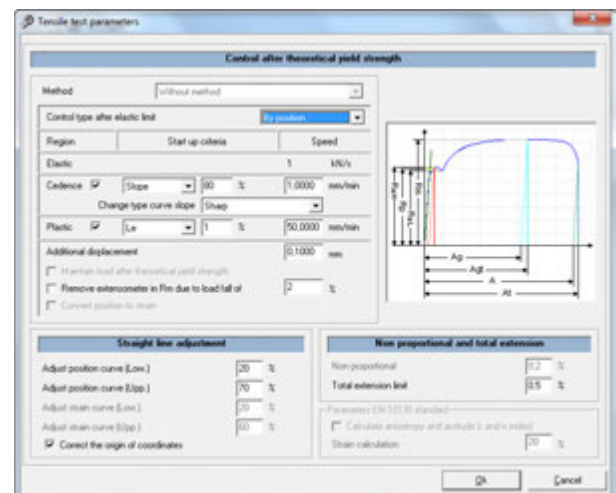 Tensile test parameters
Control after theoretical yield strength
Method Without method
Control type after elastic limit By position
Region Start up criteria Speed
Elastic 1 kN/s
Cedence Slope 80 % 1,0000 mm/min
Change type curve slope Sharp
Plastic Le 1 % 50,0000 mm/min
Additional displacement 0,1000 mm
Maintain load after theoretical yield strength
Remove extensometer in Rm due to load fall of 2 %
Convert position to strain
Ag
Agt
A
At
Straight line adjustment
Adjust position curve (Low.) 20 %
Adjust position curve (Upp.) 70 %
Adjust strain curve (Low.) 20 %
Adjust strain curve (Upp.) 60 %
Correct the origin of coordinates
Non proportional and total extension
Non proportional 0,2 %
Total extension limit 0,5 %
Parameters EN-10130 standard
Calculate anisotropy and acritude (r and n index)
Strain calculation 20 %
Ok Cancel